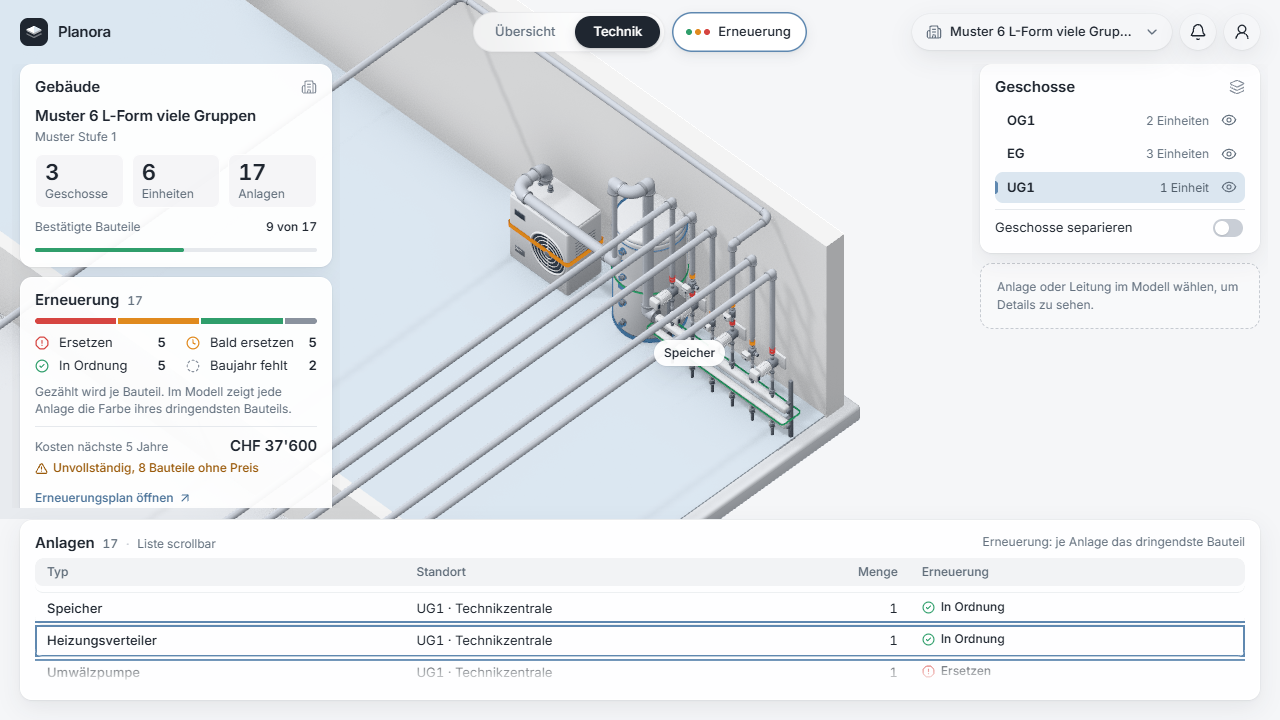 Planora
Übersicht
Technik
Erneuerung
Muster 6 L-Form viele Grup...
Gebäude
Muster 6 L-Form viele Gruppen
Muster Stufe 1
3 Geschosse
6 Einheiten
17 Anlagen
Bestätigte Bauteile 9 von 17
Erneuerung 17
Ersetzen 5
Bald ersetzen 5
In Ordnung 5
Baujahr fehlt 2
Gezählt wird je Bauteil. Im Modell zeigt jede
Anlage die Farbe ihres dringendsten Bauteils.
Kosten nächste 5 Jahre CHF 37'600
Unvollständig, 8 Bauteile ohne Preis
Erneuerungsplan öffnen
Speicher
Geschosse
OG1 2 Einheiten
EG 3 Einheiten
UG1 1 Einheit
Geschosse separieren
Anlage oder Leitung im Modell wählen, um
Details zu sehen.
Anlagen 17 · Liste scrollbar
Erneuerung: je Anlage das dringendste Bauteil
Typ Standort Menge Erneuerung
Speicher UG1 · Technikzentrale 1 In Ordnung
Heizungsverteiler UG1 · Technikzentrale 1 In Ordnung
Umwälzpumpe UG1 · Technikzentrale 1 Ersetzen